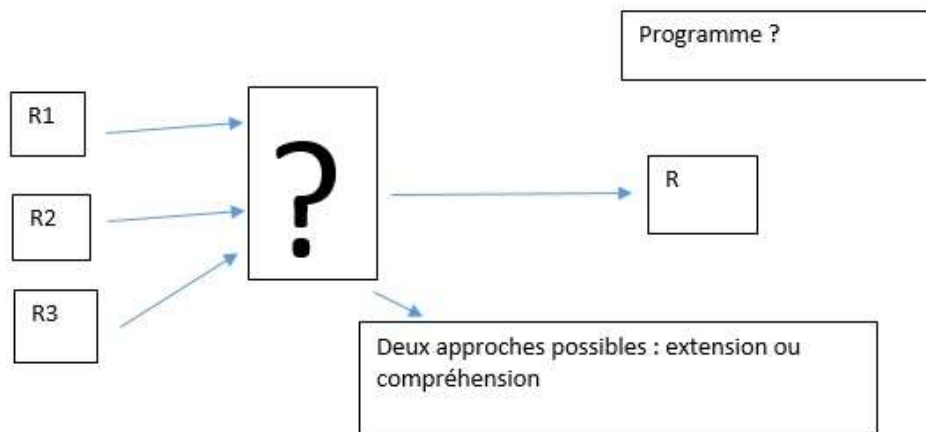 Programme ?
R1
?
R
R2
R3
Deux approches possibles : extension ou
compréhension